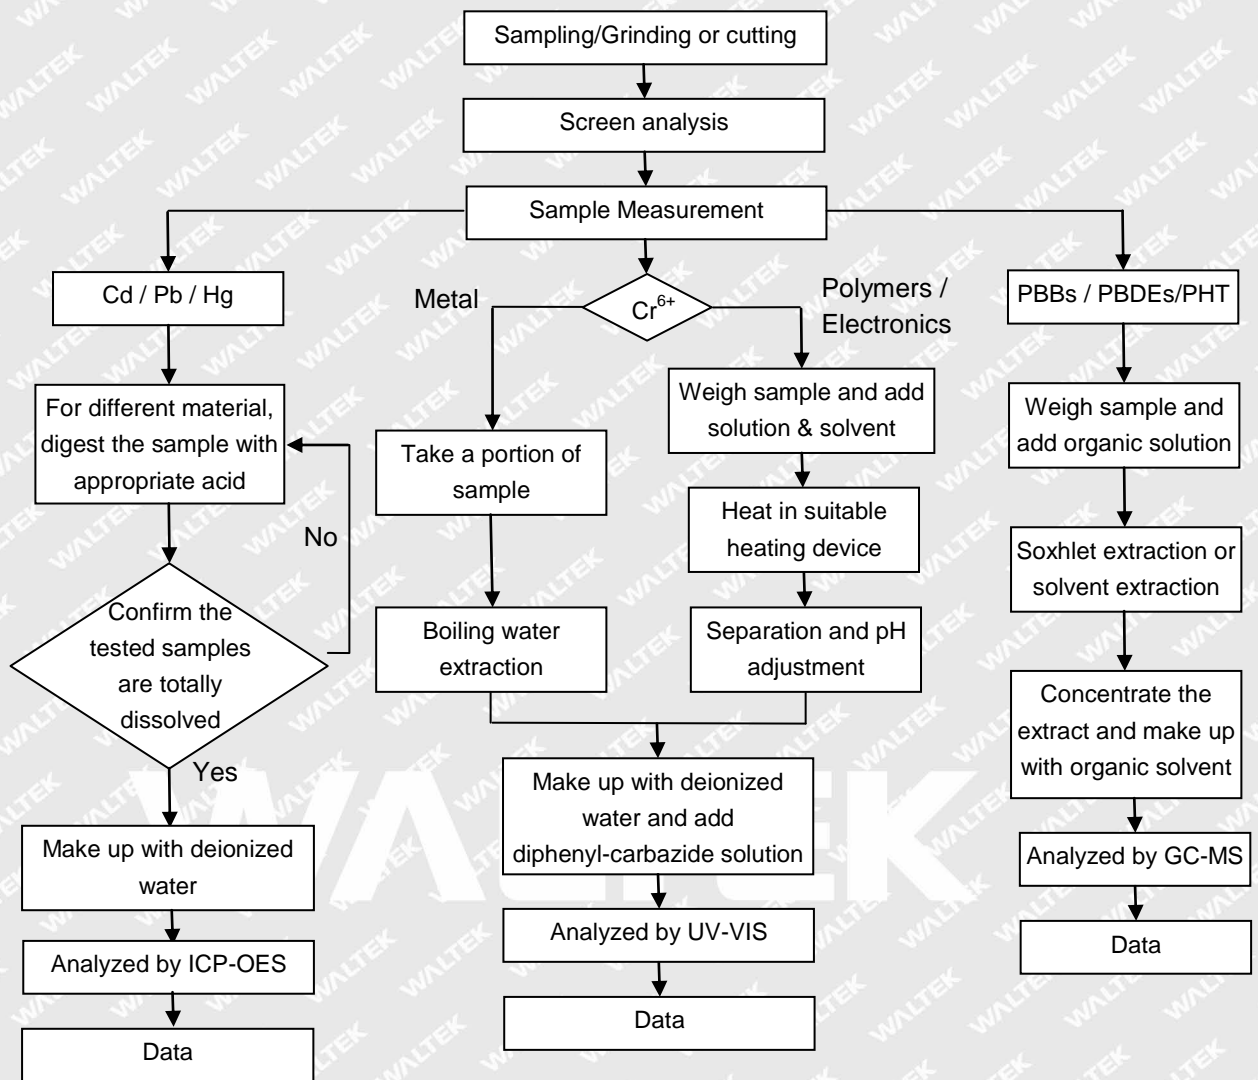 Sampling/Grinding or cutting
Screen analysis
Sample Measurement
Cd / Pb / Hg
For different material,
digest the sample with
appropriate acid
No
Confirm the
tested samples
are totally
dissolved
Yes
Make up with deionized
water
Analyzed by ICP-OES
Data
Cr6+
Metal
Take a portion of
sample
Boiling water
extraction
Polymers /
Electronics
Weigh sample and add
solution & solvent
Heat in suitable
heating device
Separation and pH
adjustment
Make up with deionized
water and add
diphenyl-carbazide solution
Analyzed by UV-VIS
Data
PBBs / PBDEs/PHT
Weigh sample and
add organic solution
Soxhlet extraction or
solvent extraction
Concentrate the
extract and make up
with organic solvent
Analyzed by GC-MS
Data
WALTEK